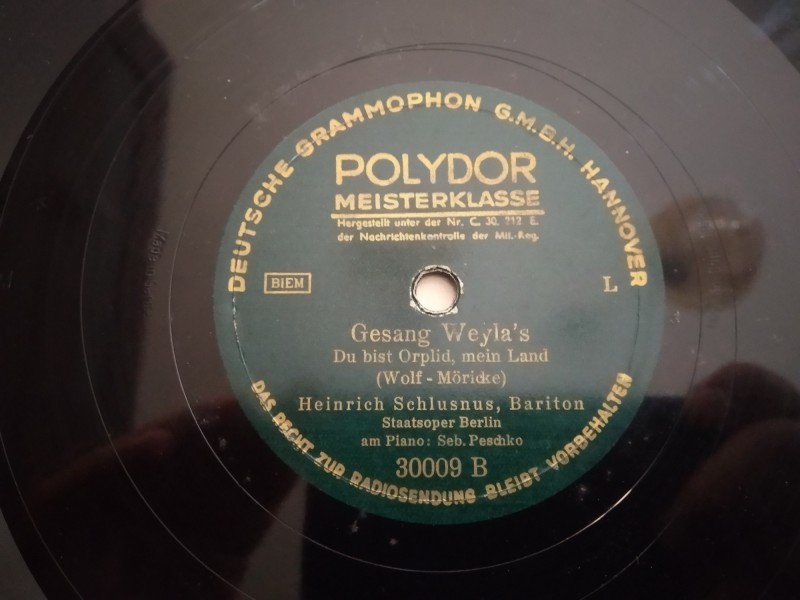 DEUTSCHE GRAMMOPHON G.M.B.H. HANNOVER
POLYDOR
MEISTERKLASSE
Hergestellt unter der Nr. C. 30. 212 E.
der Nachrichtenkontrolle der Mil.-Reg.
BIEM
L
Gesang Weyla's
Du bist Orplid, mein Land
(Wolf - Möricke)
Heinrich Schlusnus, Bariton
Staatsoper Berlin
am Piano: Seb. Peschko
30009 B
DAS RECHT ZUR RADIOSENDUNG BLEIBT VORBEHALTEN